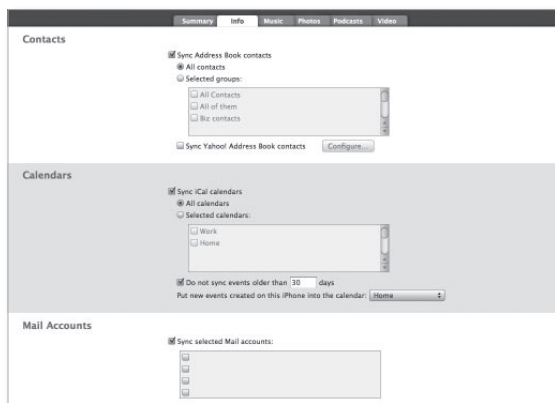 Summary Info Music Photos Podcasts Video
Contacts
Sync Address Book contacts
All contacts
Selected groups:
All Contacts
All of them
Biz contacts
Sync Yahoo! Address Book contacts Configure...
Calendars
Sync iCal calendars
All calendars
Selected calendars:
Work
Home
Do not sync events older than 30 days
Put new events created on this iPhone into the calendar: Home
Mail Accounts
Sync selected Mail accounts: